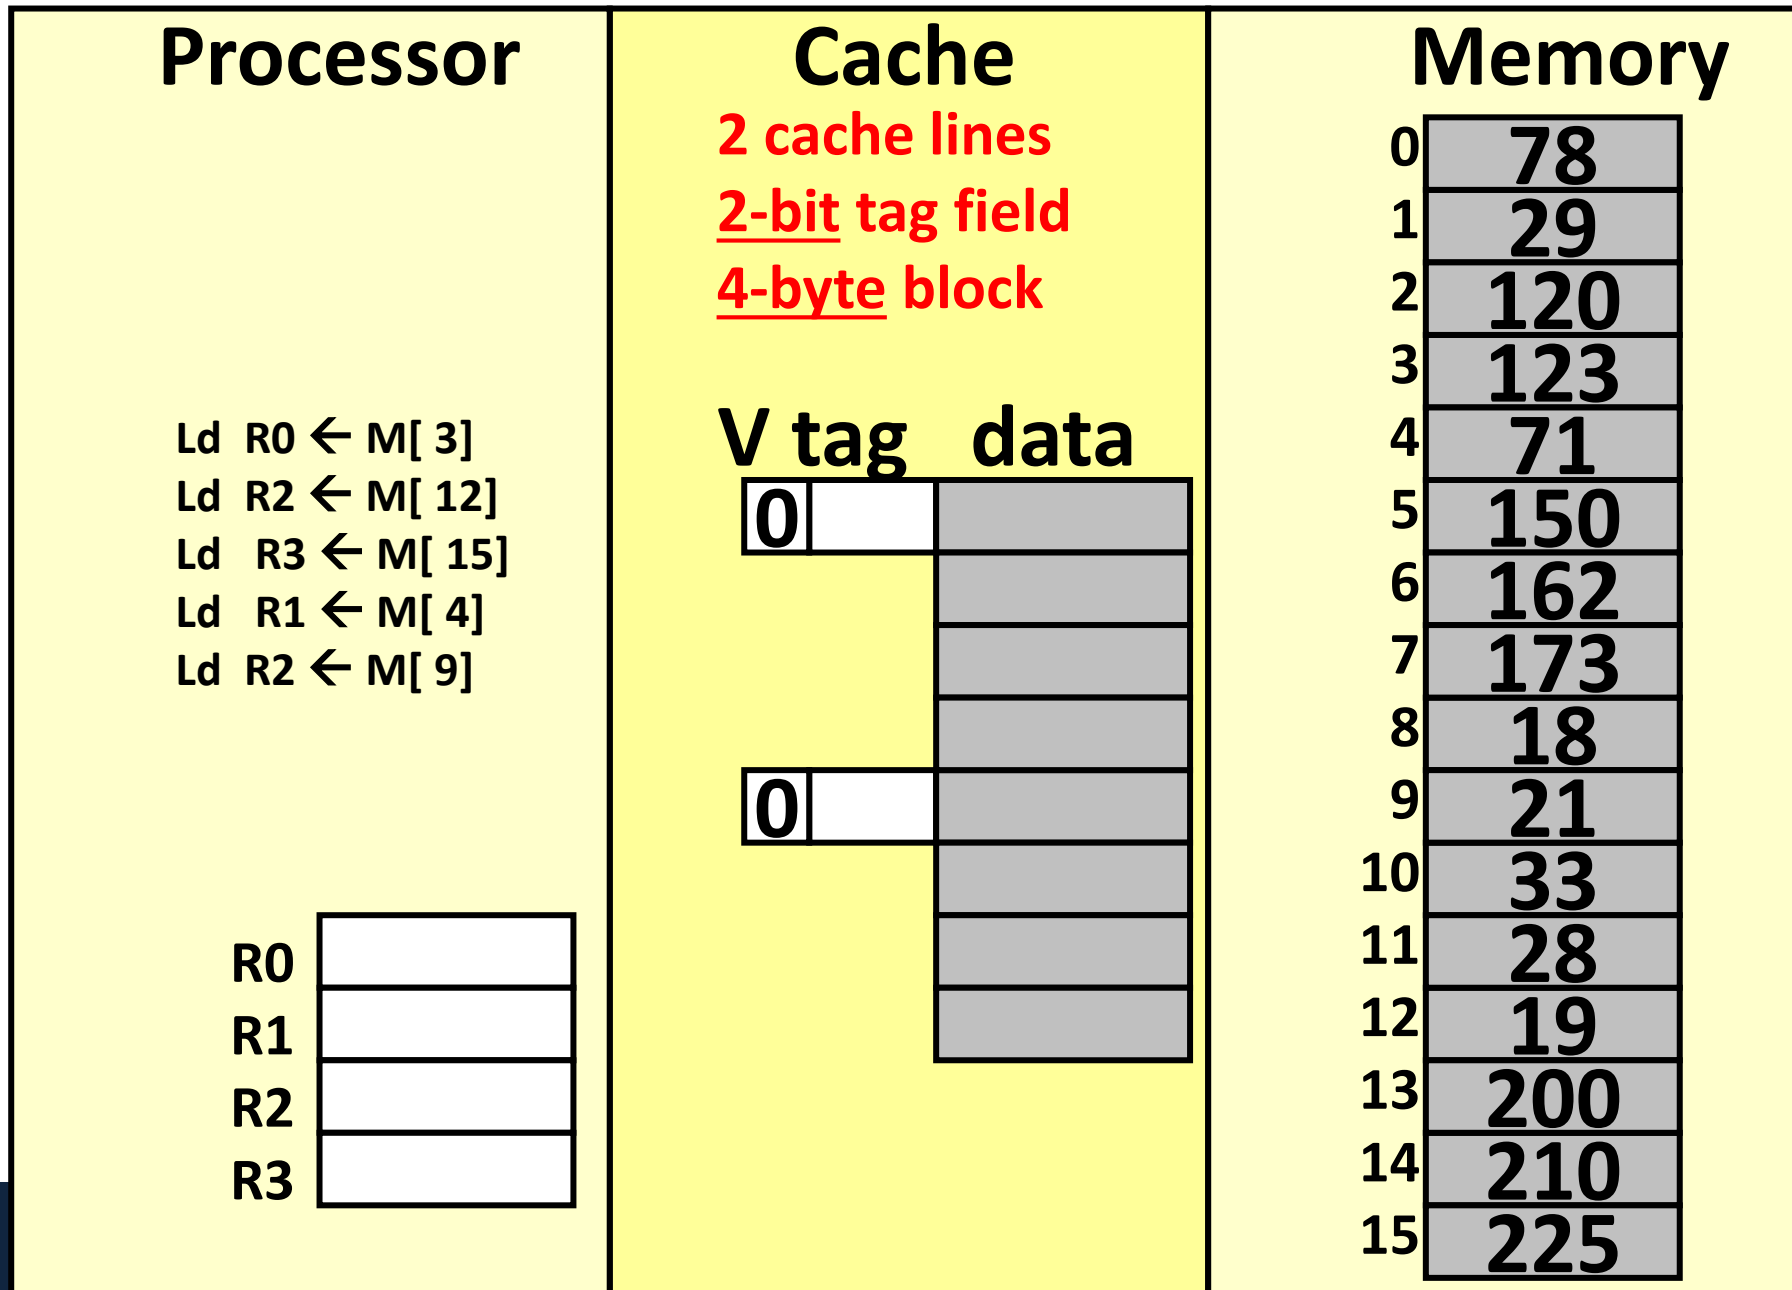 Processor
Ld R0 ← M[ 3]
Ld R2 ← M[ 12]
Ld R3 ← M[ 15]
Ld R1 ← M[ 4]
Ld R2 ← M[ 9]
R0
R1
R2
R3
Cache
2 cache lines
2-bit tag field
4-byte block
V tag data
0
0
Memory
0 78
1 29
2 120
3 123
4 71
5 150
6 162
7 173
8 18
9 21
10 33
11 28
12 19
13 200
14 210
15 225